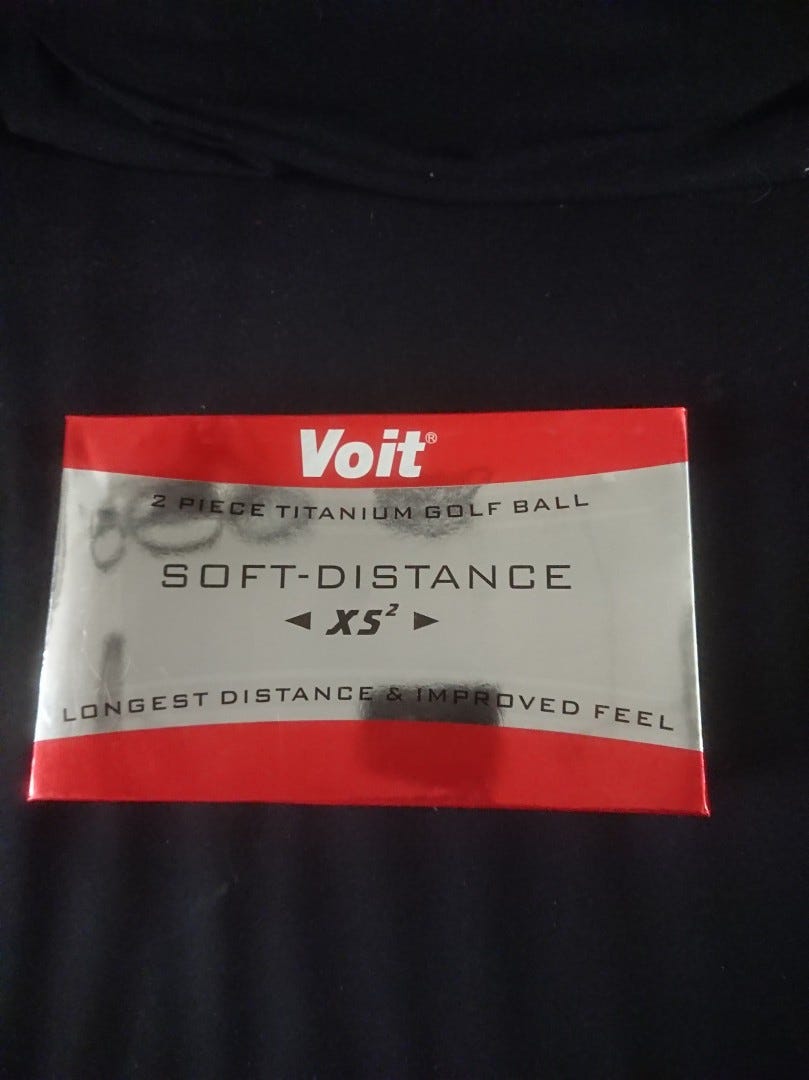 Voit®
2 PIECE TITANIUM GOLF BALL
SOFT-DISTANCE
◄ XS² ►
LONGEST DISTANCE & IMPROVED FEEL